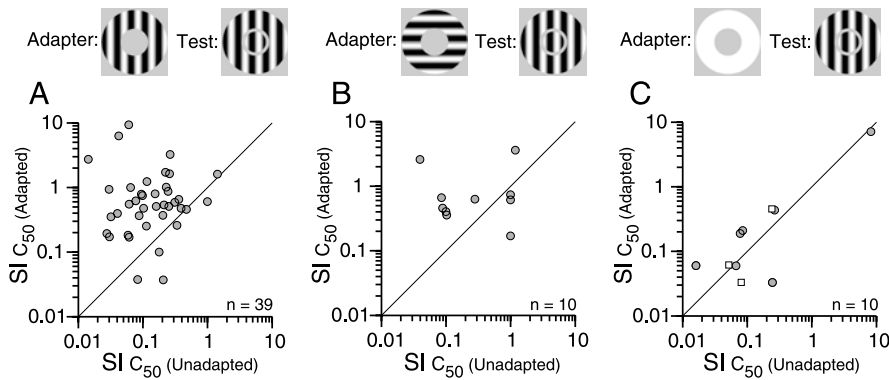 Adapter: Test: Adapter: Test: Adapter: Test:
A B C
10 10 10
1 1 1
0.1 0.1 0.1
0.01 0.01 0.01
SI C50 (Adapted) SI C50 (Adapted) SI C50 (Adapted)
n = 39 n = 10 n = 10
0.01 0.1 1 10 0.01 0.1 1 10 0.01 0.1 1 10
SI C50 (Unadapted) SI C50 (Unadapted) SI C50 (Unadapted)